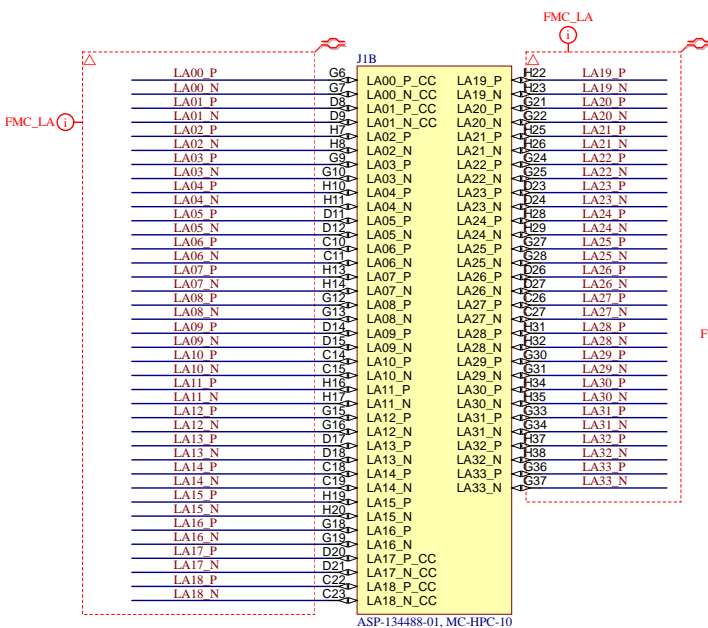 FMC_LA
i
J1B
FMC_LA i
LA00_P G6 LA00_P_CC LA19_P H22 LA19_P
LA00_N G7 LA00_N_CC LA19_N H23 LA19_N
LA01_P D8 LA01_P_CC LA20_P G21 LA20_P
LA01_N D9 LA01_N_CC LA20_N G22 LA20_N
LA02_P H7 LA02_P LA21_P H25 LA21_P
LA02_N H8 LA02_N LA21_N H26 LA21_N
LA03_P G9 LA03_P LA22_P G24 LA22_P
LA03_N G10 LA03_N LA22_N G25 LA22_N
LA04_P H10 LA04_P LA23_P D23 LA23_P
LA04_N H11 LA04_N LA23_N D24 LA23_N
LA05_P D11 LA05_P LA24_P H28 LA24_P
LA05_N D12 LA05_N LA24_N H29 LA24_N
LA06_P C10 LA06_P LA25_P G27 LA25_P
LA06_N C11 LA06_N LA25_N G28 LA25_N
LA07_P H13 LA07_P LA26_P D26 LA26_P
LA07_N H14 LA07_N LA26_N D27 LA26_N
LA08_P G12 LA08_P LA27_P C26 LA27_P
LA08_N G13 LA08_N LA27_N C27 LA27_N
LA09_P D14 LA09_P LA28_P H31 LA28_P
LA09_N D15 LA09_N LA28_N H32 LA28_N
LA10_P C14 LA10_P LA29_P G30 LA29_P
LA10_N C15 LA10_N LA29_N G31 LA29_N
LA11_P H16 LA11_P LA30_P H34 LA30_P
LA11_N H17 LA11_N LA30_N H35 LA30_N
LA12_P G15 LA12_P LA31_P G33 LA31_P
LA12_N G16 LA12_N LA31_N G34 LA31_N
LA13_P D17 LA13_P LA32_P H37 LA32_P
LA13_N D18 LA13_N LA32_N H38 LA32_N
LA14_P C18 LA14_P LA33_P G36 LA33_P
LA14_N C19 LA14_N LA33_N G37 LA33_N
LA15_P H19 LA15_P
LA15_N H20 LA15_N
LA16_P G18 LA16_P
LA16_N G19 LA16_N
LA17_P D20 LA17_P_CC
LA17_N D21 LA17_N_CC
LA18_P C22 LA18_P_CC
LA18_N C23 LA18_N_CC
ASP-134488-01, MC-HPC-10